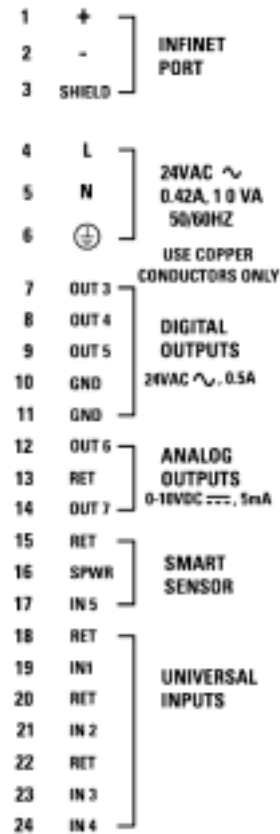 1 +
2 -
3 SHIELD
INFINET
PORT
4 L
5 N
6
24VAC ∿
0.42A, 1 0 VA
50/60HZ
USE COPPER
CONDUCTORS ONLY
7 OUT 3
8 OUT 4
9 OUT 5
10 GND
11 GND
DIGITAL
OUTPUTS
24VAC ∿, 0.5A
12 OUT 6
13 RET
14 OUT 7
ANALOG
OUTPUTS
0-10VDC ⎓, 5mA
15 RET
16 SPWR
17 IN 5
SMART
SENSOR
18 RET
19 IN1
20 RET
21 IN 2
22 RET
23 IN 3
24 IN 4
UNIVERSAL
INPUTS